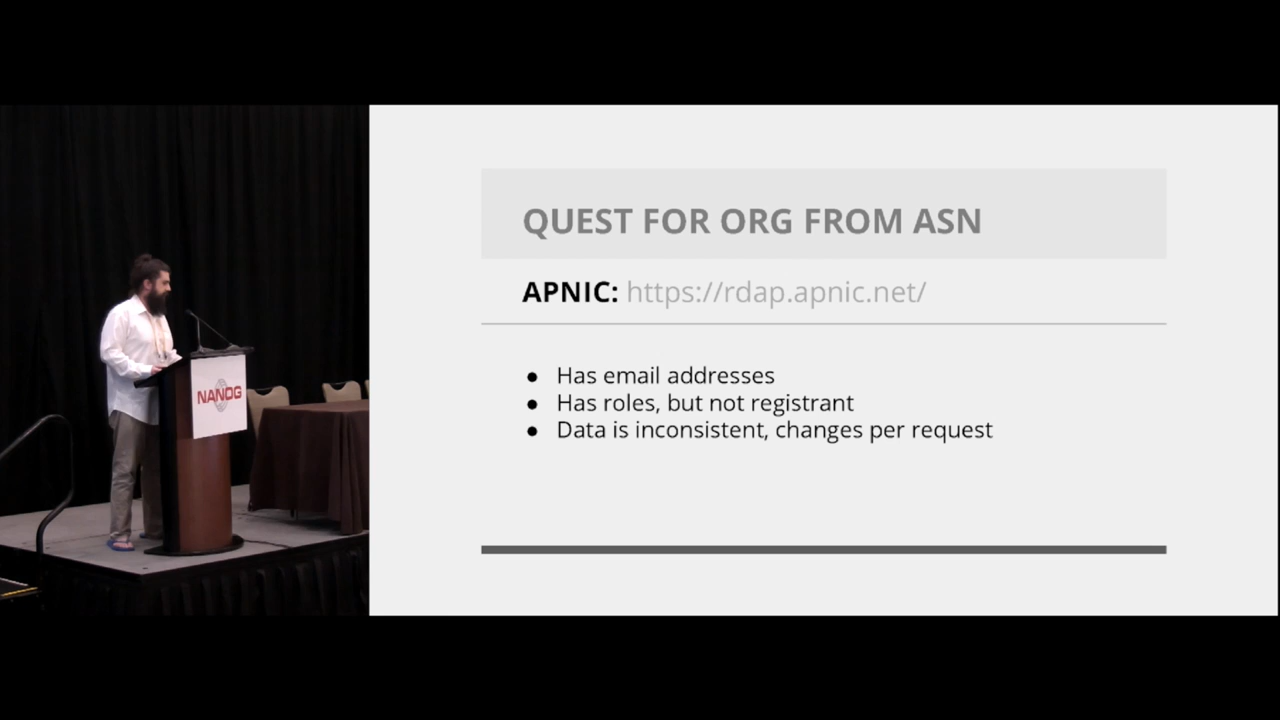 QUEST FOR ORG FROM ASN
APNIC: https://rdap.apnic.net/
● Has email addresses
● Has roles, but not registrant
● Data is inconsistent, changes per request
NANOG